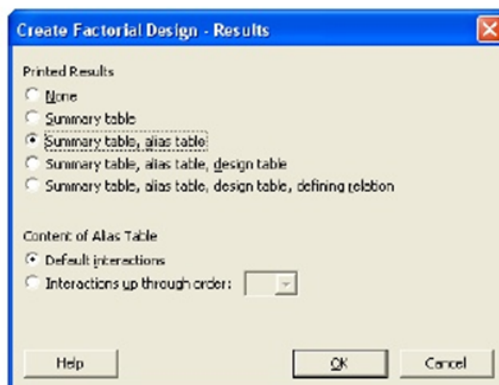 Create Factorial Design - Results
Printed Results
None
Summary table
Summary table, alias table
Summary table, alias table, design table
Summary table, alias table, design table, defining relation
Content of Alias Table
Default interactions
Interactions up through order:
Help OK Cancel